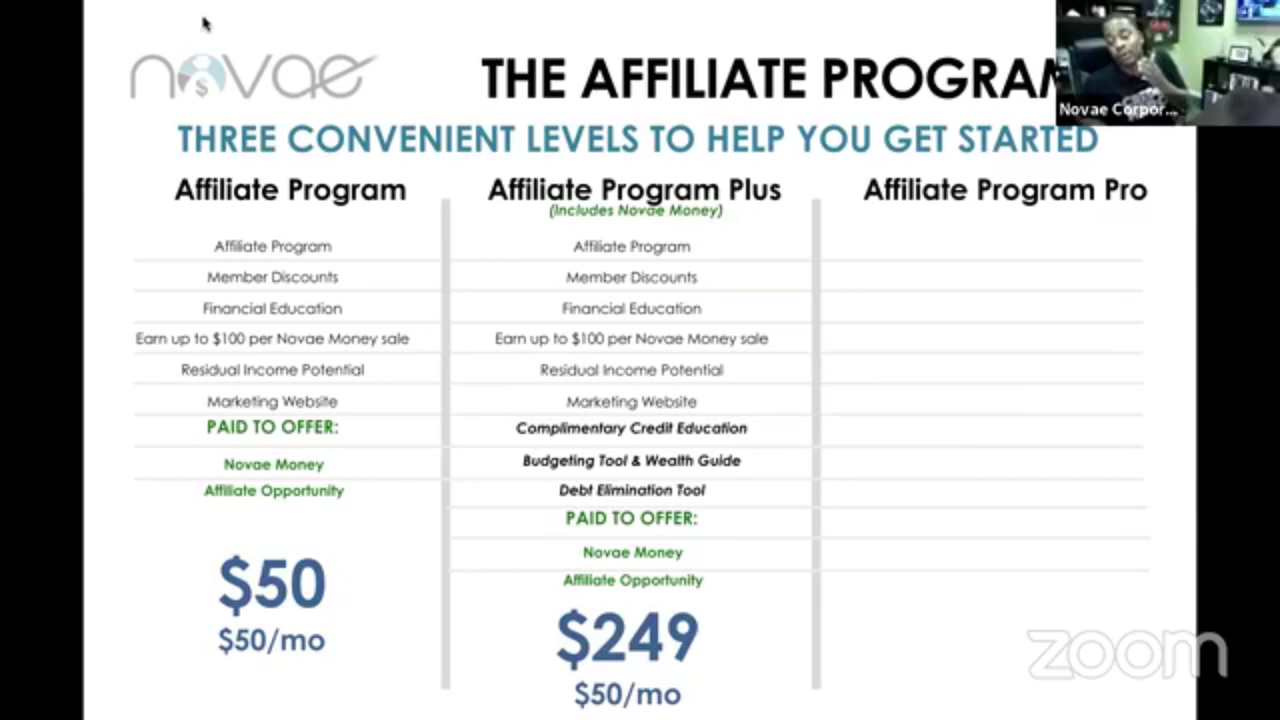 novae
THE AFFILIATE PROGRAM
Novae Corpor...
THREE CONVENIENT LEVELS TO HELP YOU GET STARTED
Affiliate Program
Affiliate Program
Member Discounts
Financial Education
Earn up to $100 per Novae Money sale
Residual Income Potential
Marketing Website
PAID TO OFFER:
Novae Money
Affiliate Opportunity
$50
$50/mo
Affiliate Program Plus
(Includes Novae Money)
Affiliate Program
Member Discounts
Financial Education
Earn up to $100 per Novae Money sale
Residual Income Potential
Marketing Website
Complimentary Credit Education
Budgeting Tool & Wealth Guide
Debt Elimination Tool
PAID TO OFFER:
Novae Money
Affiliate Opportunity
$249
$50/mo
Affiliate Program Pro
zoom